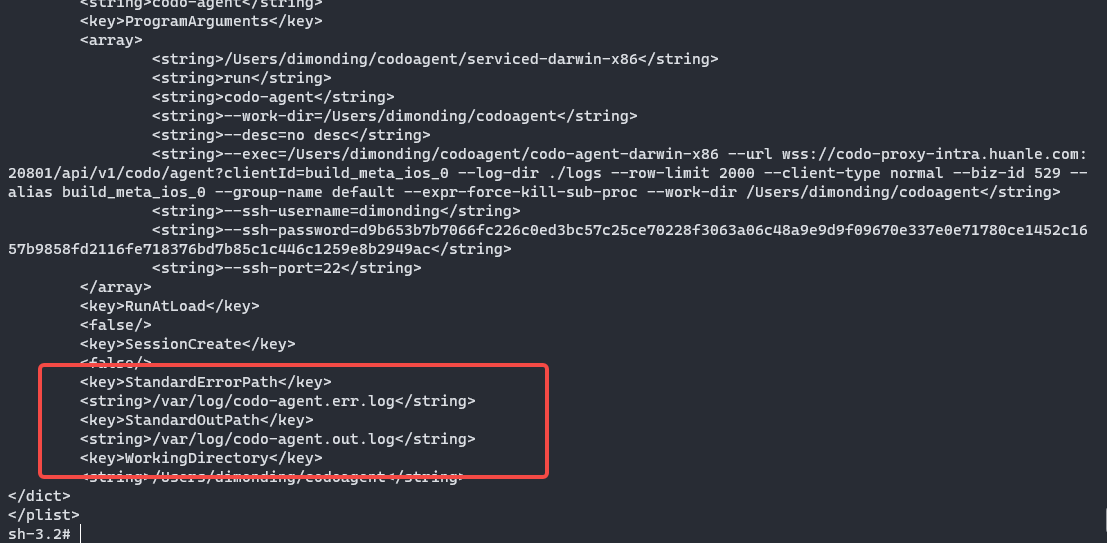 <string>codo-agent</string>
<key>ProgramArguments</key>
<array>
<string>/Users/dimonding/codoagent/serviced-darwin-x86</string>
<string>run</string>
<string>codo-agent</string>
<string>--work-dir=/Users/dimonding/codoagent</string>
<string>--desc=no desc</string>
<string>--exec=/Users/dimonding/codoagent/codo-agent-darwin-x86 --url wss://codo-proxy-intra.huanle.com:
20801/api/v1/codo/agent?clientId=build_meta_ios_0 --log-dir ./logs --row-limit 2000 --client-type normal --biz-id 529 --
alias build_meta_ios_0 --group-name default --expr-force-kill-sub-proc --work-dir /Users/dimonding/codoagent</string>
<string>--ssh-username=dimonding</string>
<string>--ssh-password=d9b653b7b7066fc226c0ed3bc57c25ce70228f3063a06c48a9e9d9f09670e337e0e71780ce1452c16
57b9858fd2116fe718376bd7b85c1c446c1259e8b2949ac</string>
<string>--ssh-port=22</string>
</array>
<key>RunAtLoad</key>
<false/>
<key>SessionCreate</key>
<false/>
<key>StandardErrorPath</key>
<string>/var/log/codo-agent.err.log</string>
<key>StandardOutPath</key>
<string>/var/log/codo-agent.out.log</string>
<key>WorkingDirectory</key>
<string>/Users/dimonding/codoagent</string>
</dict>
</plist>
sh-3.2#